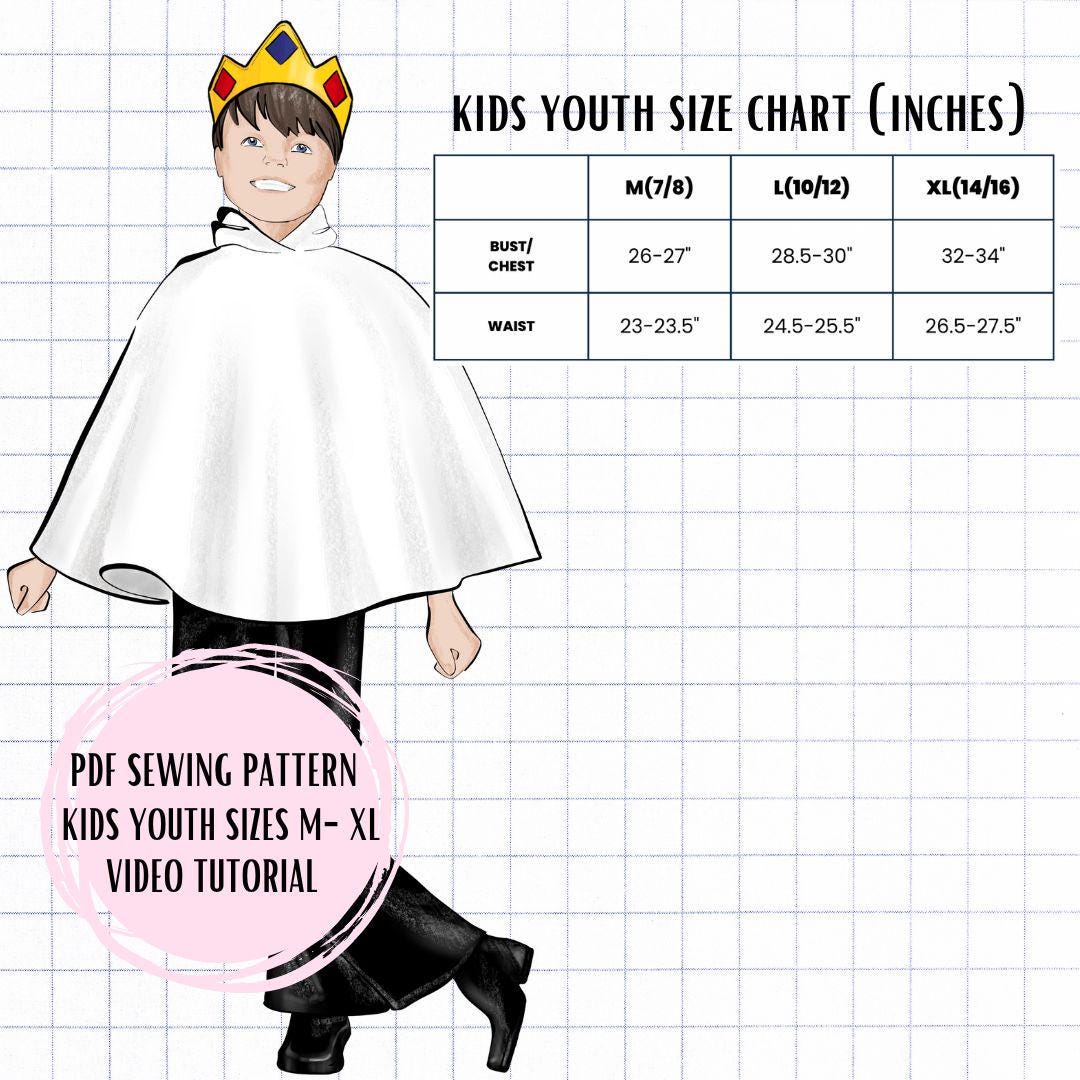 KIDS YOUTH SIZE CHART (INCHES)
M(7/8) L(10/12) XL(14/16)
BUST/
CHEST 26-27" 28.5-30" 32-34"
WAIST 23-23.5" 24.5-25.5" 26.5-27.5"
PDF SEWING PATTERN
KIDS YOUTH SIZES M- XL
VIDEO TUTORIAL